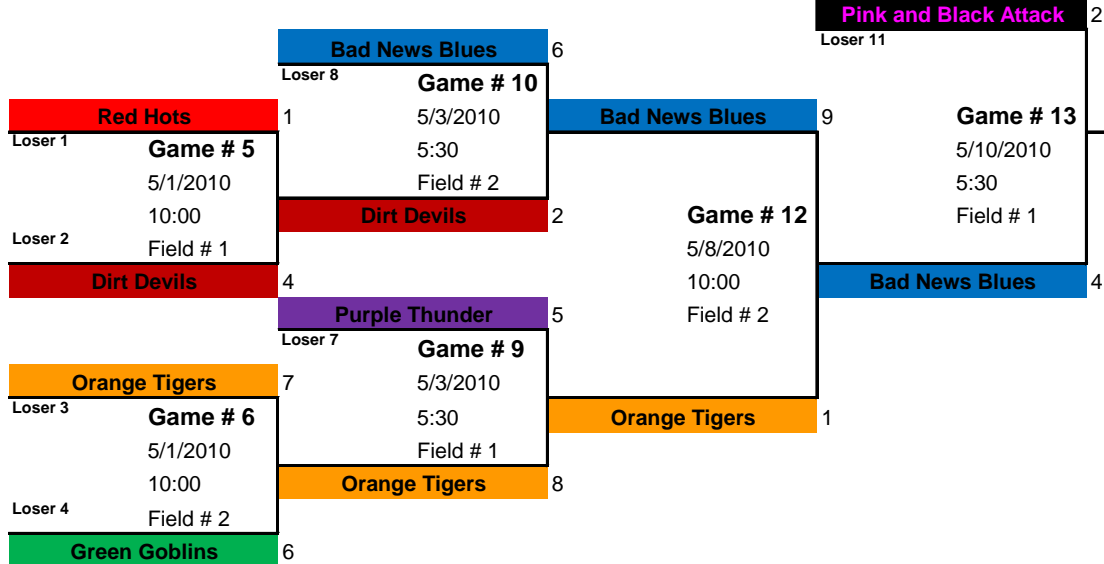 Pink and Black Attack 2
Loser 11
Bad News Blues 6
Loser 8
Game # 10
Red Hots 1
5/3/2010
Bad News Blues 9
Game # 13
Loser 1
Game # 5
5:30
5/10/2010
5/1/2010
Field # 2
5:30
10:00
Dirt Devils 2
Game # 12
Field # 1
Loser 2
Field # 1
5/8/2010
Dirt Devils 4
10:00
Bad News Blues 4
Purple Thunder 5
Field # 2
Loser 7
Game # 9
Orange Tigers 7
5/3/2010
Loser 3
Game # 6
5:30
Orange Tigers 1
5/1/2010
Field # 1
10:00
Orange Tigers 8
Loser 4
Field # 2
Green Goblins 6